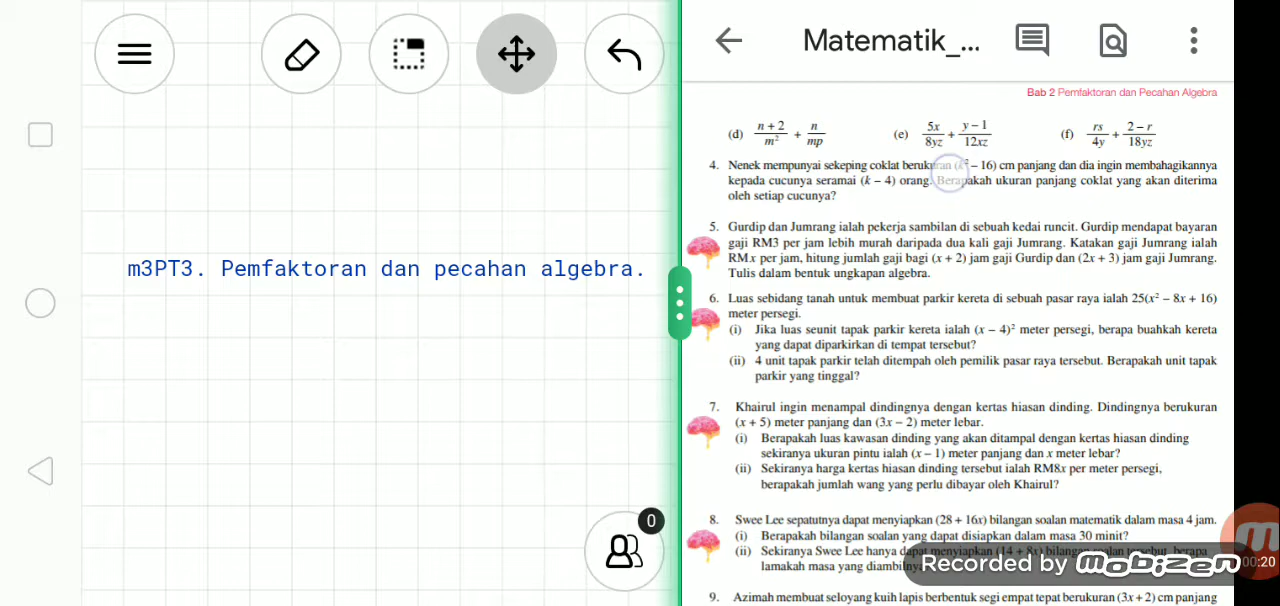 Matematik_...
Bab 2 Pemfaktoran dan Pecahan Algebra
(d) n + 2 / m² + n / mp (e) 5x / 8yz + y – 1 / 12xz (f) rs / 4y + 2 – r / 18yz
4. Nenek mempunyai sekeping coklat berukuran (k² – 16) cm panjang dan dia ingin membahagikannya
kepada cucunya seramai (k – 4) orang. Berapakah ukuran panjang coklat yang akan diterima
oleh setiap cucunya?
5. Gurdip dan Jumrang ialah pekerja sambilan di sebuah kedai runcit. Gurdip mendapat bayaran
gaji RM3 per jam lebih murah daripada dua kali gaji Jumrang. Katakan gaji Jumrang ialah
RMx per jam, hitung jumlah gaji bagi (x + 2) jam gaji Gurdip dan (2x + 3) jam gaji Jumrang.
Tulis dalam bentuk ungkapan algebra.
m3PT3. Pemfaktoran dan pecahan algebra.
6. Luas sebidang tanah untuk membuat parkir kereta di sebuah pasar raya ialah 25(x² – 8x + 16)
meter persegi.
(i) Jika luas seunit tapak parkir kereta ialah (x – 4)² meter persegi, berapa buahkah kereta
yang dapat diparkirkan di tempat tersebut?
(ii) 4 unit tapak parkir telah ditempah oleh pemilik pasar raya tersebut. Berapakah unit tapak
parkir yang tinggal?
7. Khairul ingin menampal dindingnya dengan kertas hiasan dinding. Dindingnya berukuran
(x + 5) meter panjang dan (3x – 2) meter lebar.
(i) Berapakah luas kawasan dinding yang akan ditampal dengan kertas hiasan dinding
sekiranya ukuran pintu ialah (x – 1) meter panjang dan x meter lebar?
(ii) Sekiranya harga kertas hiasan dinding tersebut ialah RM8x per meter persegi,
berapakah jumlah wang yang perlu dibayar oleh Khairul?
8. Swee Lee sepatutnya dapat menyiapkan (28 + 16x) bilangan soalan matematik dalam masa 4 jam.
(i) Berapakah bilangan soalan yang dapat disiapkan dalam masa 30 minit?
(ii) Sekiranya Swee Lee hanya dapat menyiapkan (14 + 8x) bilangan soalan tersebut, berapa
lamakah masa yang
0
Recorded by mobizen
00:20
9. Azimah membuat seloyang kuih lapis berbentuk segi empat tepat berukuran (3x + 2) cm panjang